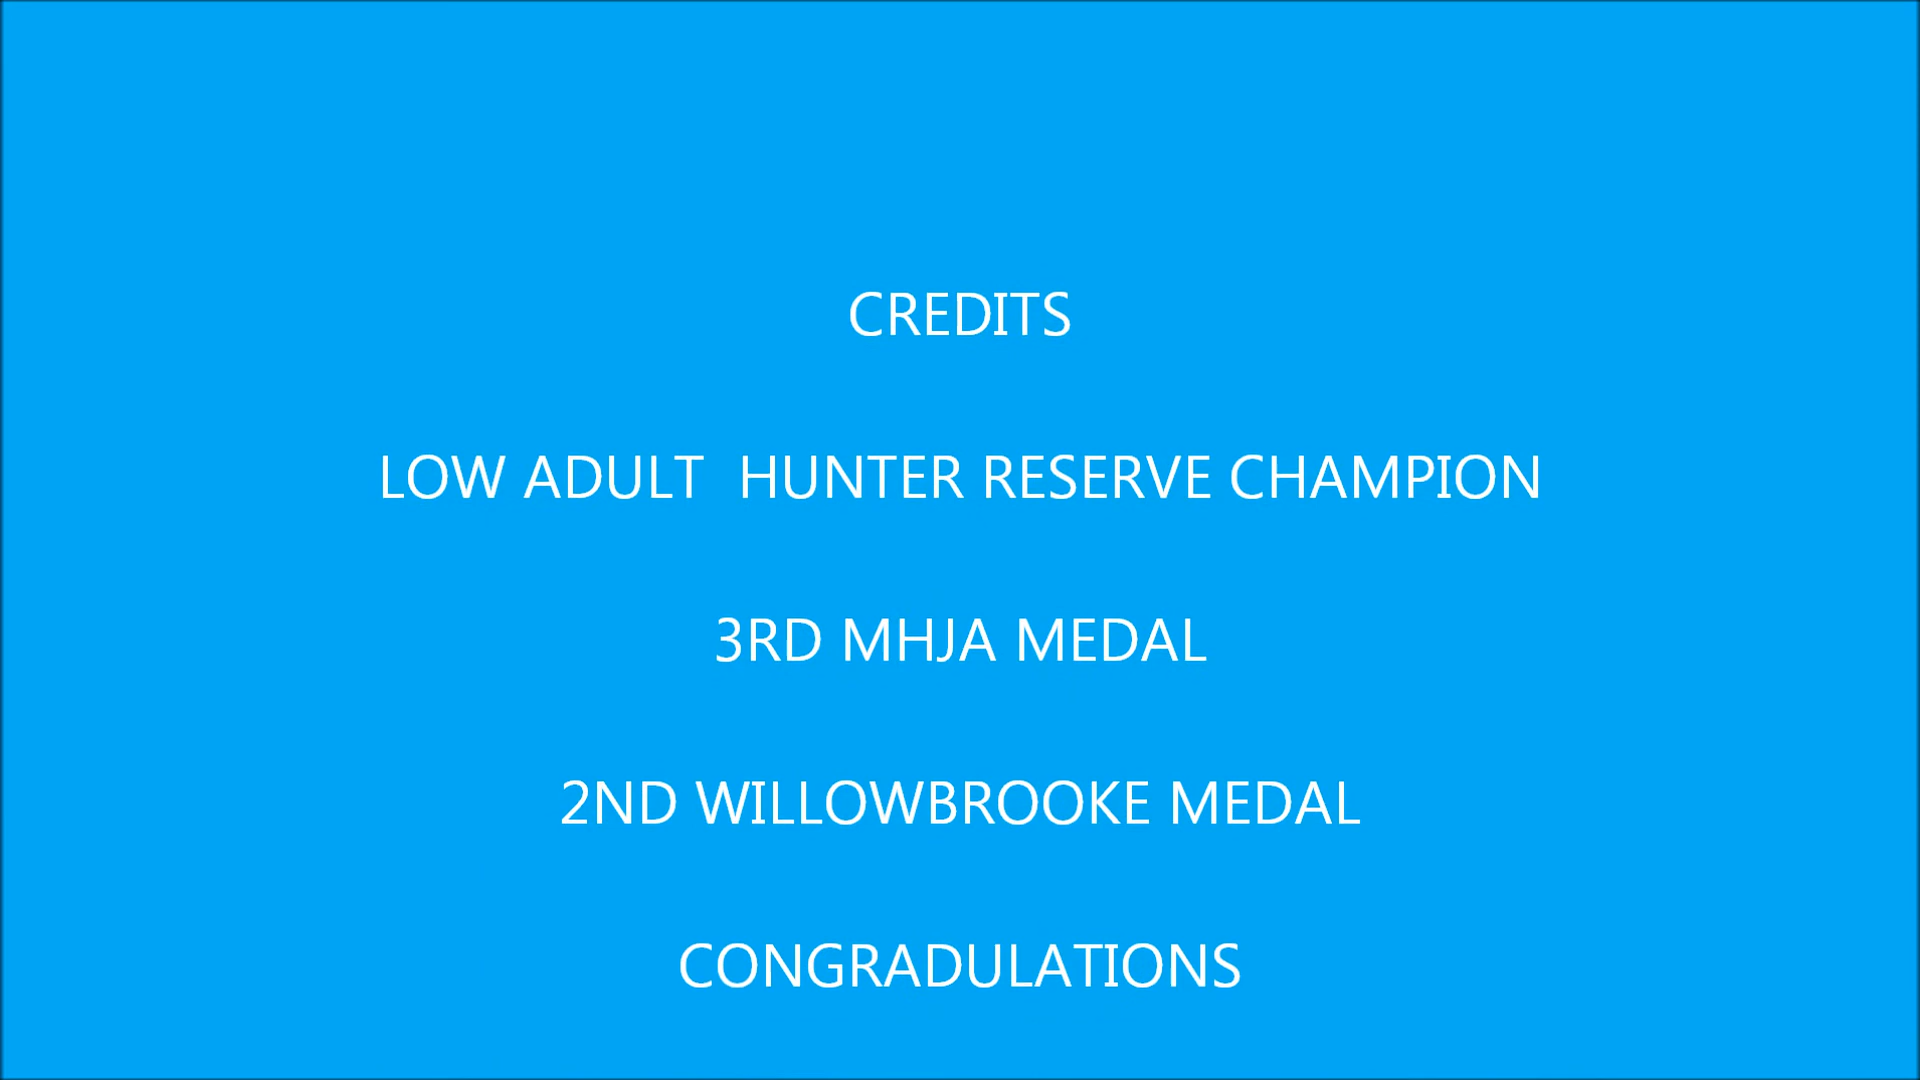 CREDITS
LOW ADULT  HUNTER RESERVE CHAMPION
3RD MHJA MEDAL
2ND WILLOWBROOKE MEDAL
CONGRADULATIONS